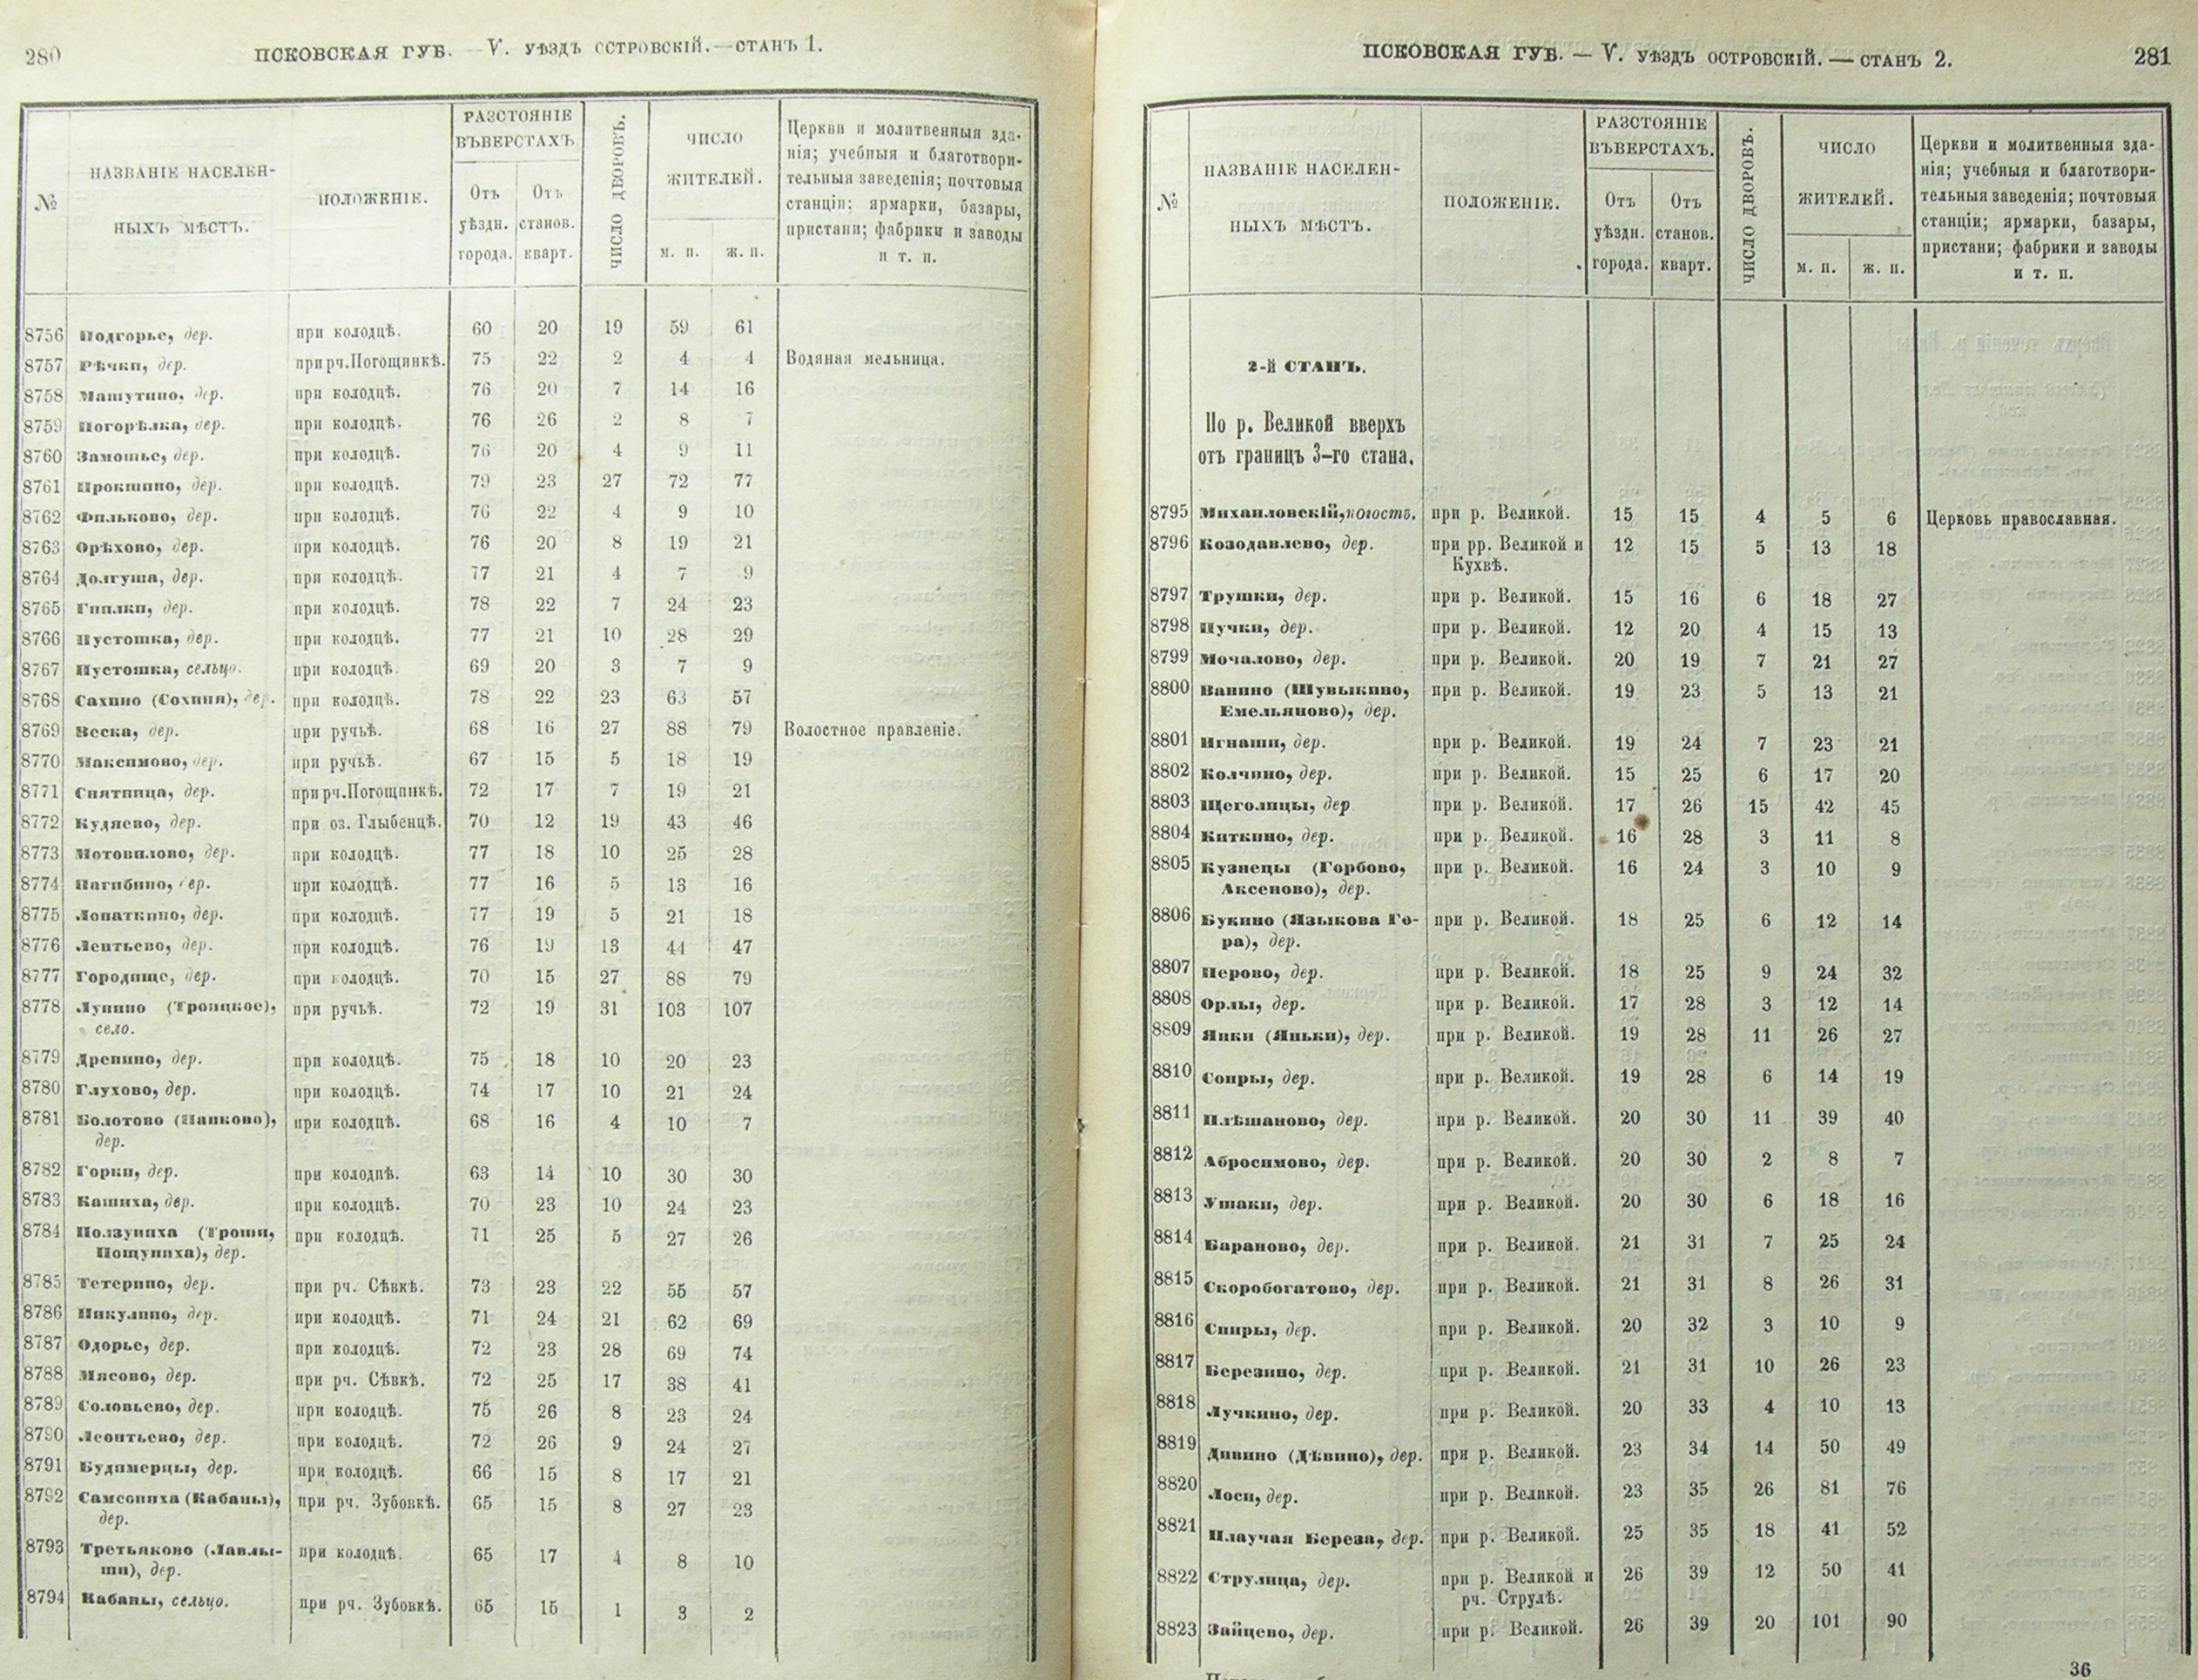 280
ПСКОВСКАЯ ГУБ. — V. УѢЗДЪ ОСТРОВСКІЙ. — СТАНЪ 1.
№
НАЗВАНІЕ НАСЕЛЕН-
НЫХЪ МѢСТЪ.
ПОЛОЖЕНІЕ.
РАЗСТОЯНІЕ
ВЪ ВЕРСТАХЪ
Отъ уѣздн. города.
Отъ станов. кварт.
ЧИСЛО ДВОРОВЪ.
ЧИСЛО
ЖИТЕЛЕЙ.
м. п.
ж. п.
Церкви и молитвенныя зда-
нія; учебныя и благотвори-
тельныя заведенія; почтовыя
станціи; ярмарки, базары,
пристани; фабрики и заводы
и т. п.
8756 Подгорье, дер. при колодцѣ. 60 20 19 59 61
8757 Рѣчки, дер. при рч. Погощинкѣ. 75 22 2 4 4 Водяная мельница.
8758 Машутино, дер. при колодцѣ. 76 20 7 14 16
8759 Погорѣлка, дер. при колодцѣ. 76 26 2 8 7
8760 Замошье, дер. при колодцѣ. 76 20 4 9 11
8761 Прокшино, дер. при колодцѣ. 79 23 27 72 77
8762 Фильково, дер. при колодцѣ. 76 22 4 9 10
8763 Орѣхово, дер. при колодцѣ. 76 20 8 19 21
8764 Долгуша, дер. при колодцѣ. 77 21 4 7 9
8765 Гнилки, дер. при колодцѣ. 78 22 7 24 23
8766 Пустошка, дер. при колодцѣ. 77 21 10 28 29
8767 Пустошка, сельцо. при колодцѣ. 69 20 3 7 9
8768 Сахино (Сохиня), дер. при колодцѣ. 78 22 23 63 57
8769 Веска, дер. при ручьѣ. 68 16 27 88 79 Волостное правленіе.
8770 Максимово, дер. при ручьѣ. 67 15 5 18 19
8771 Снятница, дер. при рч. Погощинкѣ. 72 17 7 19 21
8772 Кудяево, дер. при оз. Глыбенцѣ. 70 12 19 43 46
8773 Мотовилово, дер. при колодцѣ. 77 18 10 25 28
8774 Нагибино, дер. при колодцѣ. 77 16 5 13 16
8775 Лопаткино, дер. при колодцѣ. 77 19 5 21 18
8776 Лентьево, дер. при колодцѣ. 76 19 13 44 47
8777 Городище, дер. при колодцѣ. 70 15 27 88 79
8778 Лунино (Троицкое), при ручьѣ. 72 19 31 103 107
село.
8779 Дренино, дер. при колодцѣ. 75 18 10 20 23
8780 Глухово, дер. при колодцѣ. 74 17 10 21 24
8781 Болотово (Панково), при колодцѣ. 68 16 4 10 7
дер.
8782 Горки, дер. при колодцѣ. 63 14 10 30 30
8783 Кашиха, дер. при колодцѣ. 70 23 10 24 23
8784 Ползуниха (Троши, при колодцѣ. 71 25 5 27 26
Пощуниха), дер.
8785 Тетерино, дер. при рч. Сѣвкѣ. 73 23 22 55 57
8786 Никулино, дер. при колодцѣ. 71 24 21 62 69
8787 Одорье, дер. при колодцѣ. 72 23 28 69 74
8788 Мясово, дер. при рч. Сѣвкѣ. 72 25 17 38 41
8789 Соловьево, дер. при колодцѣ. 75 26 8 23 24
8790 Леонтьево, дер. при колодцѣ. 72 26 9 24 27
8791 Будимерцы, дер. при колодцѣ. 66 15 8 17 21
8792 Самсониха (Кабаны), при рч. Зубовкѣ. 65 15 8 27 23
дер.
8793 Третьяково (Лавлы- при колодцѣ. 65 17 4 8 10
ши), дер.
8794 Кабаны, сельцо. при рч. Зубовкѣ. 65 15 1 3 2
ПСКОВСКАЯ ГУБ. — V. УѢЗДЪ ОСТРОВСКІЙ. — СТАНЪ 2.
281
№
НАЗВАНІЕ НАСЕЛЕН-
НЫХЪ МѢСТЪ.
ПОЛОЖЕНІЕ.
РАЗСТОЯНІЕ
ВЪ ВЕРСТАХЪ.
Отъ уѣздн. города.
Отъ станов. кварт.
ЧИСЛО ДВОРОВЪ.
ЧИСЛО
ЖИТЕЛЕЙ.
м. п.
ж. п.
Церкви и молитвенныя зда-
нія; учебныя и благотвори-
тельныя заведенія; почтовыя
станціи; ярмарки, базары,
пристани; фабрики и заводы
и т. п.
2-й СТАНЪ.
По р. Великой вверхъ
отъ границъ 3-го стана.
8795 Михаиловскій, погостъ. при р. Великой. 15 15 4 5 6 Церковь православная.
8796 Козодавлево, дер. при рр. Великой и 12 15 5 13 18
Кухвѣ.
8797 Трушки, дер. при р. Великой. 15 16 6 18 27
8798 Пучки, дер. при р. Великой. 12 20 4 15 13
8799 Мочалово, дер. при р. Великой. 20 19 7 21 27
8800 Ванино (Шувыкино, при р. Великой. 19 23 5 13 21
Емельяново), дер.
8801 Игнаши, дер. при р. Великой. 19 24 7 23 21
8802 Колчино, дер. при р. Великой. 15 25 6 17 20
8803 Щеголицы, дер. при р. Великой. 17 26 15 42 45
8804 Киткино, дер. при р. Великой. 16 28 3 11 8
8805 Кузнецы (Горбово, при р. Великой. 16 24 3 10 9
Аксеново), дер.
8806 Букино (Языкова Го- при р. Великой. 18 25 6 12 14
ра), дер.
8807 Перово, дер. при р. Великой. 18 25 9 24 32
8808 Орлы, дер. при р. Великой. 17 28 3 12 14
8809 Янки (Яньки), дер. при р. Великой. 19 28 11 26 27
8810 Сопры, дер. при р. Великой. 19 28 6 14 19
8811 Плѣшаново, дер. при р. Великой. 20 30 11 39 40
8812 Абросимово, дер. при р. Великой. 20 30 2 8 7
8813 Ушаки, дер. при р. Великой. 20 30 6 18 16
8814 Бараново, дер. при р. Великой. 21 31 7 25 24
8815 Скоробогатово, дер. при р. Великой. 21 31 8 26 31
8816 Спиры, дер. при р. Великой. 20 32 3 10 9
8817 Березино, дер. при р. Великой. 21 31 10 26 23
8818 Лучкино, дер. при р. Великой. 20 33 4 10 13
8819 Дивино (Дѣвино), дер. при р. Великой. 23 34 14 50 49
8820 Лоси, дер. при р. Великой. 23 35 26 81 76
8821 Плаучая Береза, дер. при р. Великой. 25 35 18 41 52
8822 Струлица, дер. при р. Великой и 26 39 12 50 41
рч. Струлѣ.
8823 Зайцево, дер. при р. Великой. 26 39 20 101 90
36